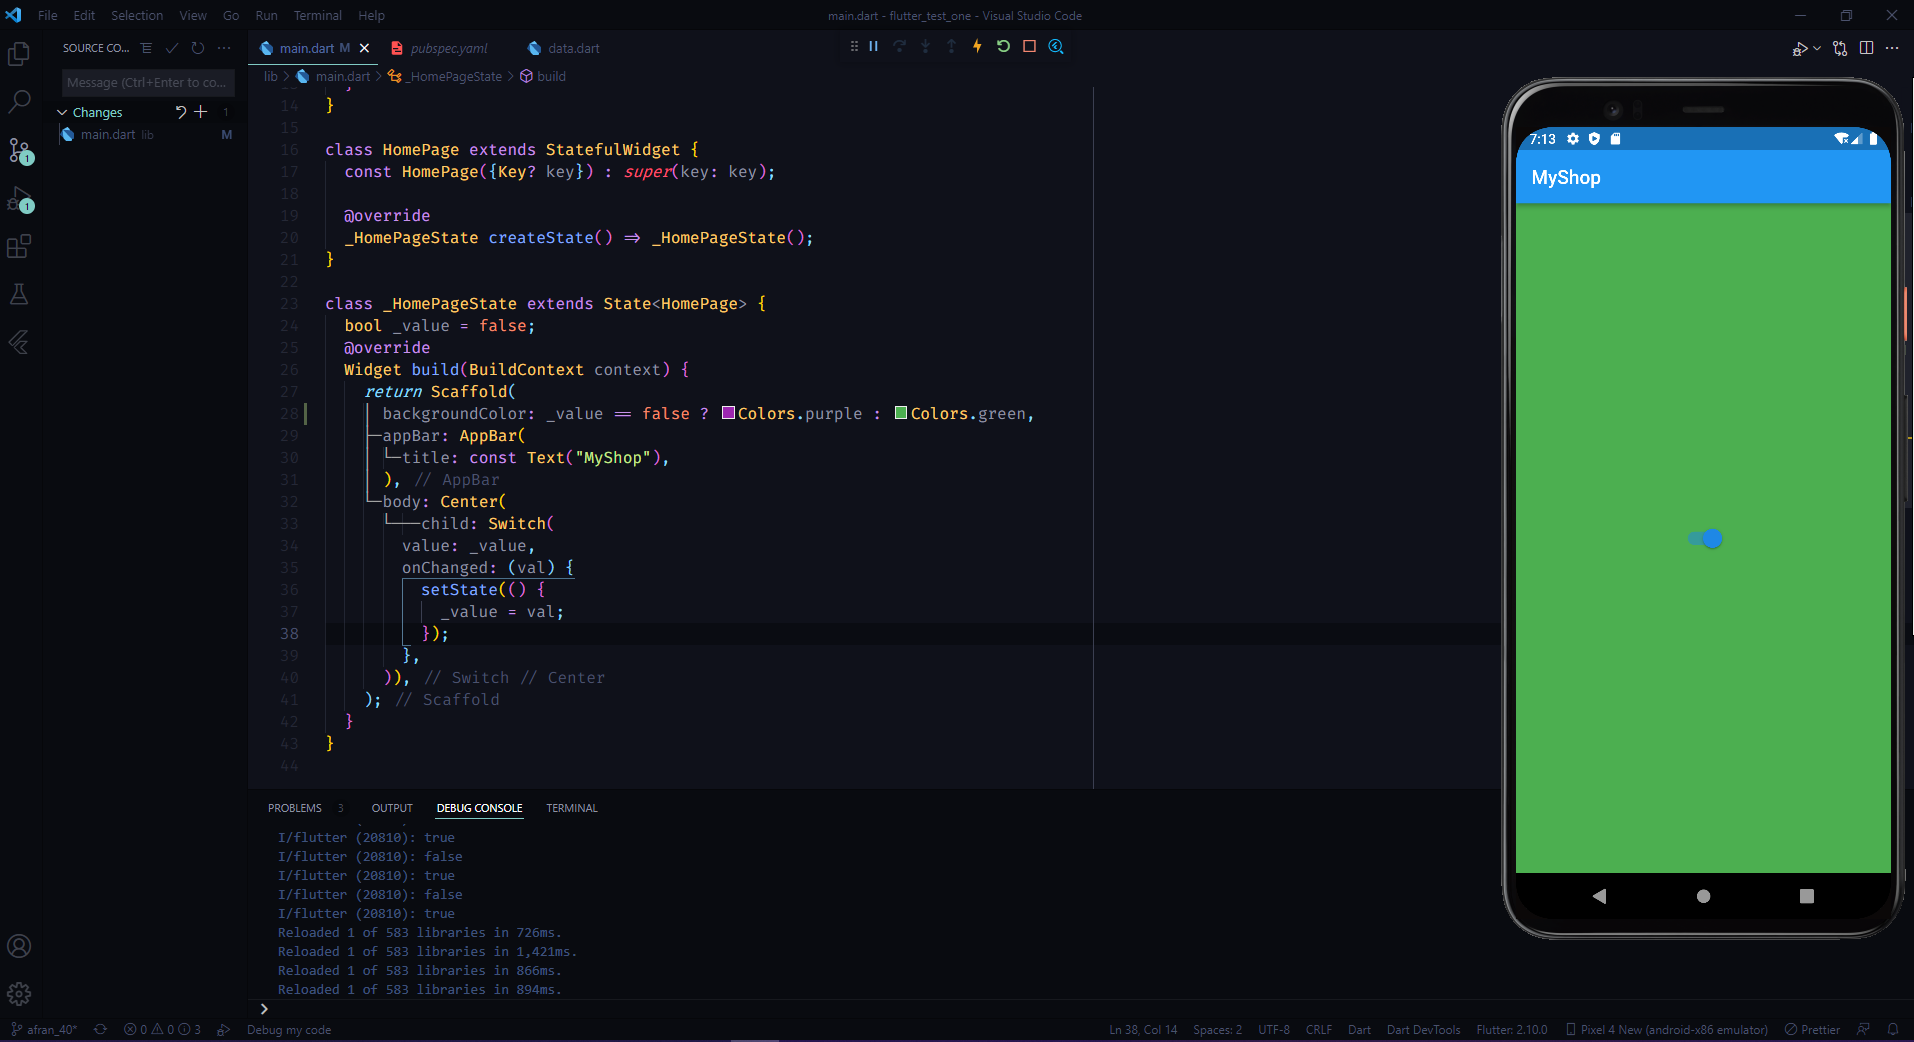 File Edit Selection View Go Run Terminal Help
main.dart - flutter_test_one - Visual Studio Code
SOURCE CO...
Message (Ctrl+Enter to co...
Changes 1
main.dart lib M
1
1
main.dart M
pubspec.yaml
data.dart
lib > main.dart > _HomePageState > build
14 }
15
16 class HomePage extends StatefulWidget {
17 const HomePage({Key? key}) : super(key: key);
18
19 @override
20 _HomePageState createState() => _HomePageState();
21 }
22
23 class _HomePageState extends State<HomePage> {
24 bool _value = false;
25 @override
26 Widget build(BuildContext context) {
27 return Scaffold(
28 backgroundColor: _value == false ? Colors.purple : Colors.green,
29 appBar: AppBar(
30 title: const Text("MyShop"),
31 ), // AppBar
32 body: Center(
33 child: Switch(
34 value: _value,
35 onChanged: (val) {
36 setState(() {
37 _value = val;
38 });
39 },
40 )), // Switch // Center
41 ); // Scaffold
42 }
43 }
44
7:13
MyShop
PROBLEMS 3 OUTPUT DEBUG CONSOLE TERMINAL
I/flutter (20810): true
I/flutter (20810): false
I/flutter (20810): true
I/flutter (20810): false
I/flutter (20810): true
Reloaded 1 of 583 libraries in 726ms.
Reloaded 1 of 583 libraries in 1,421ms.
Reloaded 1 of 583 libraries in 866ms.
Reloaded 1 of 583 libraries in 894ms.
>
afran_40* 0 0 3 Debug my code
Ln 38, Col 14 Spaces: 2 UTF-8 CRLF Dart Dart DevTools Flutter: 2.10.0 Pixel 4 New (android-x86 emulator) Prettier